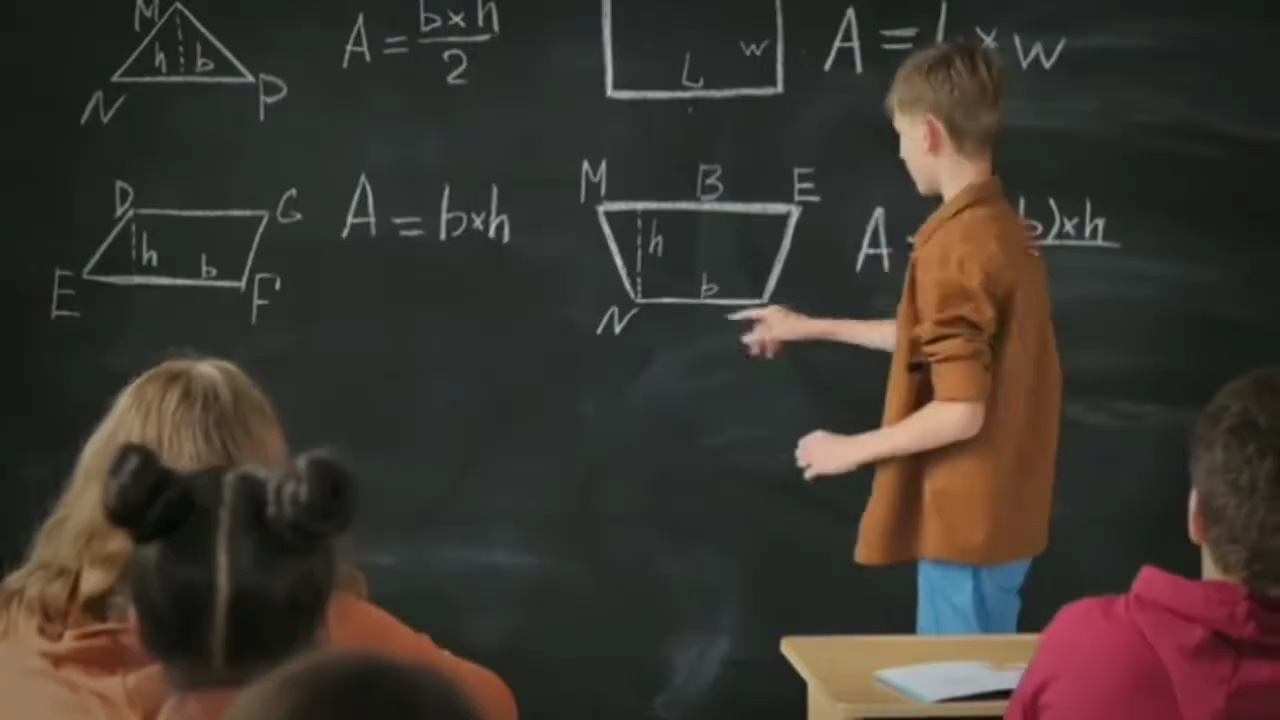 M
h b
N P
A = b×h
2
w
L
A = L × w
D G
h
b
E F
A = b×h
M B E
h
b
N
A
b)×h